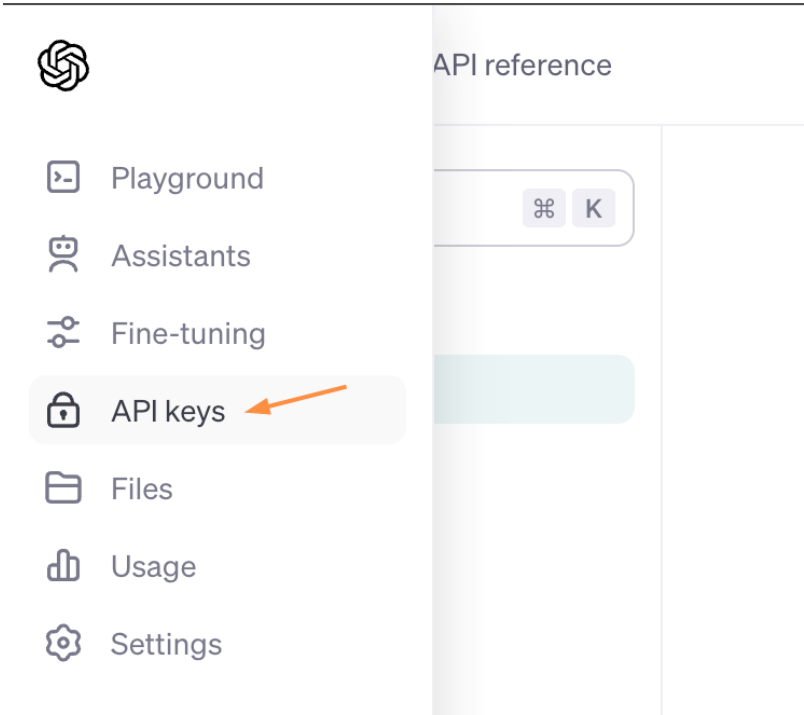 API reference
Playground
⌘ K
Assistants
Fine-tuning
API keys
Files
Usage
Settings